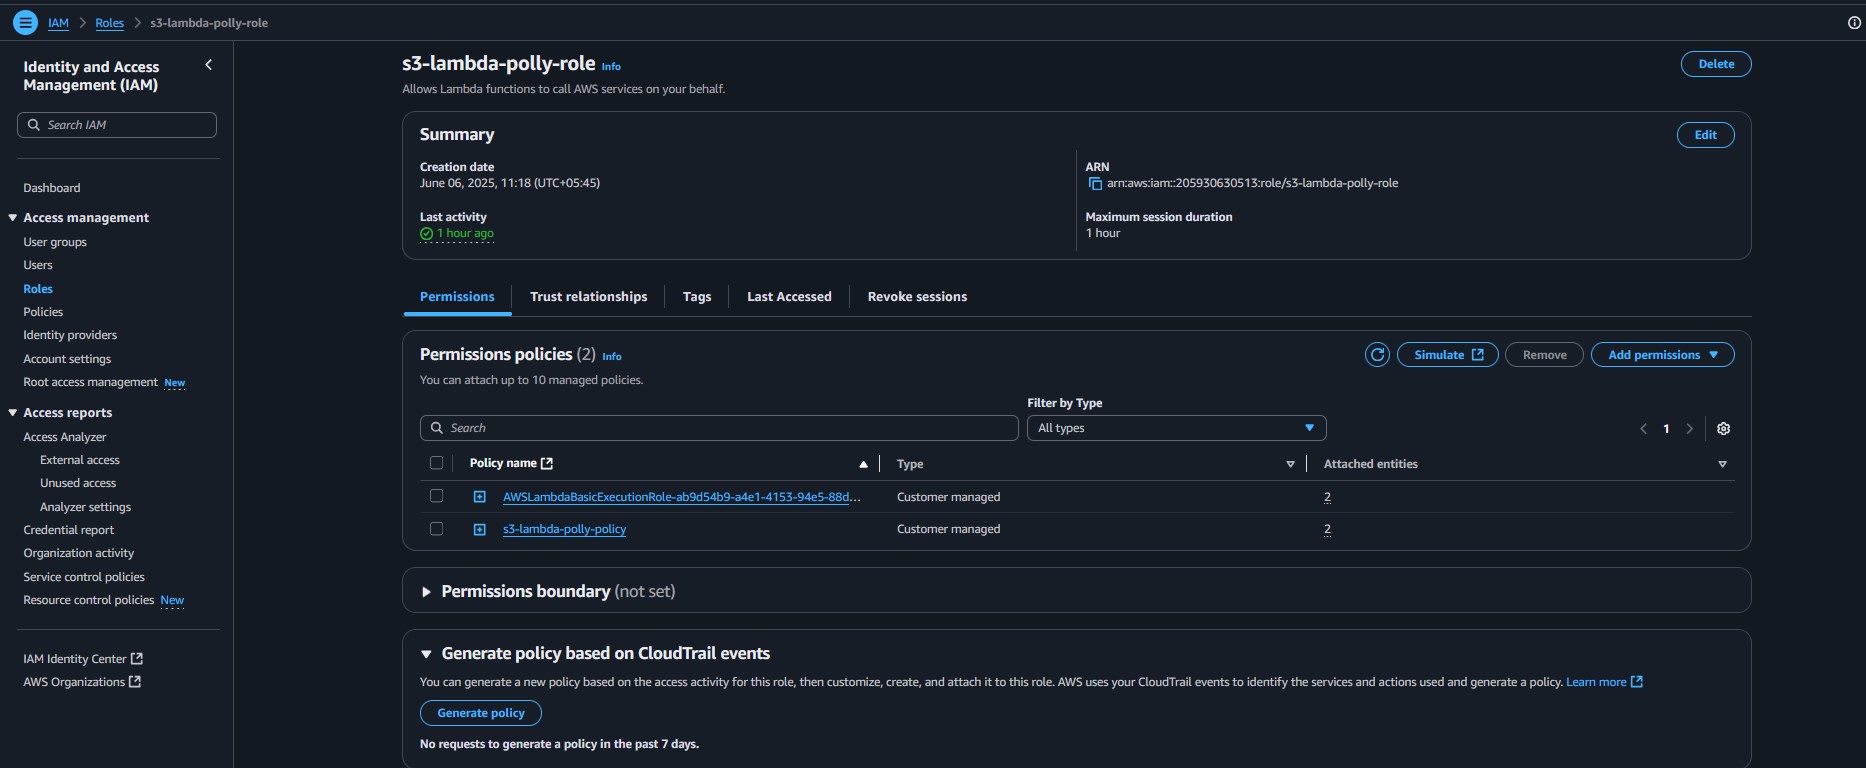 IAM > Roles > s3-lambda-polly-role
Identity and Access Management (IAM)
Search IAM
Dashboard
Access management
User groups
Users
Roles
Policies
Identity providers
Account settings
Root access management New
Access reports
Access Analyzer
External access
Unused access
Analyzer settings
Credential report
Organization activity
Service control policies
Resource control policies New
IAM Identity Center
AWS Organizations
s3-lambda-polly-role Info
Delete
Allows Lambda functions to call AWS services on your behalf.
Summary
Edit
Creation date
June 06, 2025, 11:18 (UTC+05:45)
ARN
arn:aws:iam::205930630513:role/s3-lambda-polly-role
Last activity
1 hour ago
Maximum session duration
1 hour
Permissions
Trust relationships
Tags
Last Accessed
Revoke sessions
Permissions policies (2) Info
Simulate
Remove
Add permissions
You can attach up to 10 managed policies.
Filter by Type
Search
All types
1
Policy name Type Attached entities
AWSLambdaBasicExecutionRole-ab9d54b9-a4e1-4153-94e5-88d... Customer managed 2
s3-lambda-polly-policy Customer managed 2
Permissions boundary (not set)
Generate policy based on CloudTrail events
You can generate a new policy based on the access activity for this role, then customize, create, and attach it to this role. AWS uses your CloudTrail events to identify the services and actions used and generate a policy. Learn more
Generate policy
No requests to generate a policy in the past 7 days.